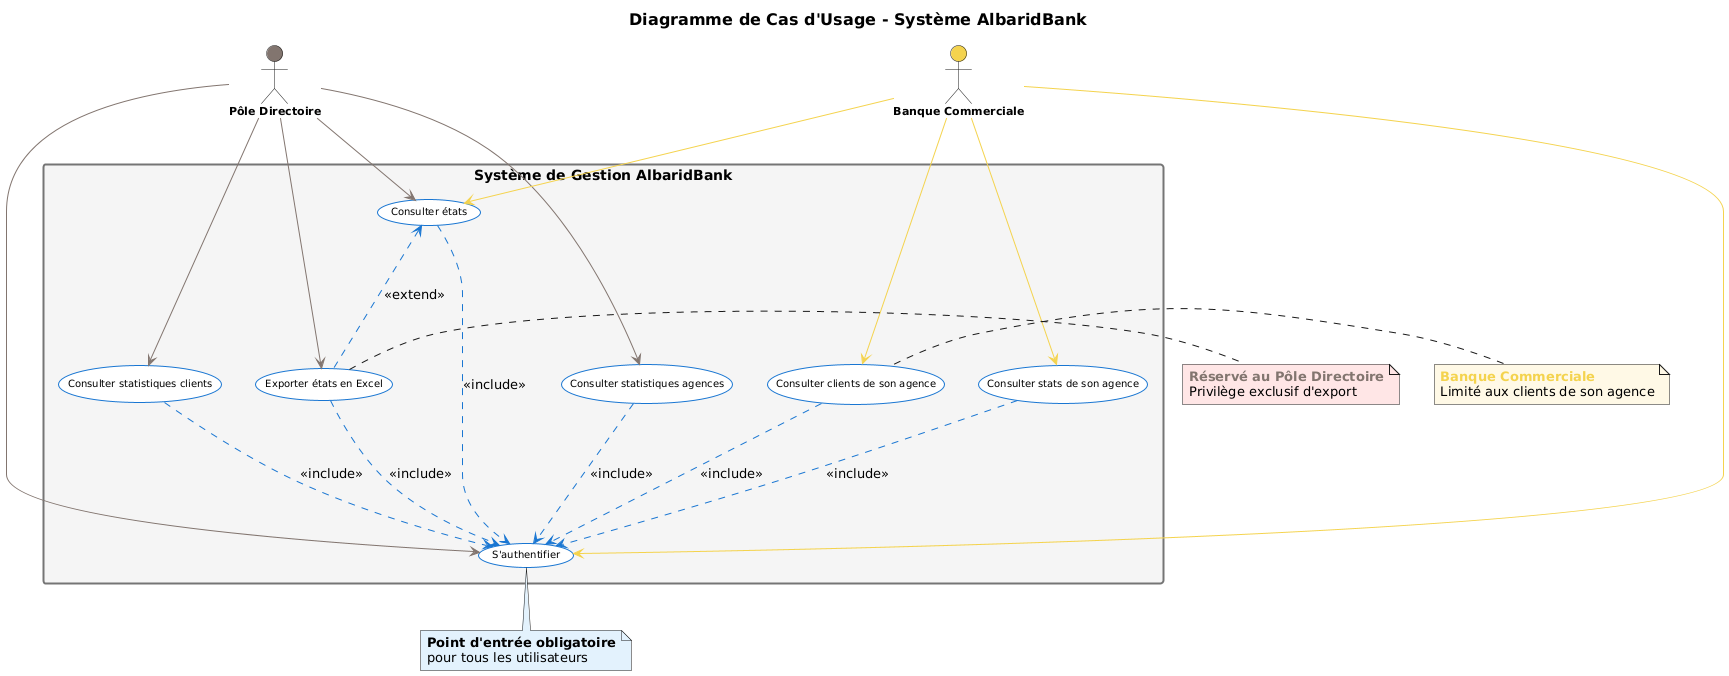 Diagramme de Cas d'Usage - Système AlbaridBank
Pôle Directoire
Banque Commerciale
Système de Gestion AlbaridBank
Consulter états
«extend»
Consulter statistiques clients
Exporter états en Excel
«include»
Consulter statistiques agences
Consulter clients de son agence
Consulter stats de son agence
Réservé au Pôle Directoire
Privilège exclusif d'export
Banque Commerciale
Limité aux clients de son agence
«include»
«include»
«include»
«include»
«include»
S'authentifier
Point d'entrée obligatoire
pour tous les utilisateurs